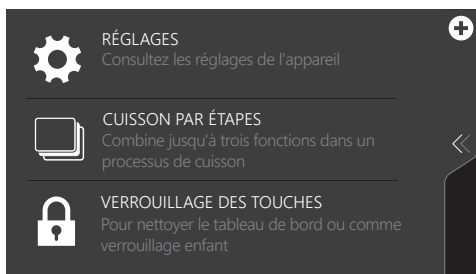 RÉGLAGES
Consultez les réglages de l'appareil
CUISSON PAR ÉTAPES
Combine jusqu'à trois fonctions dans un
processus de cuisson
VERROUILLAGE DES TOUCHES
Pour nettoyer le tableau de bord ou comme
verrouillage enfant